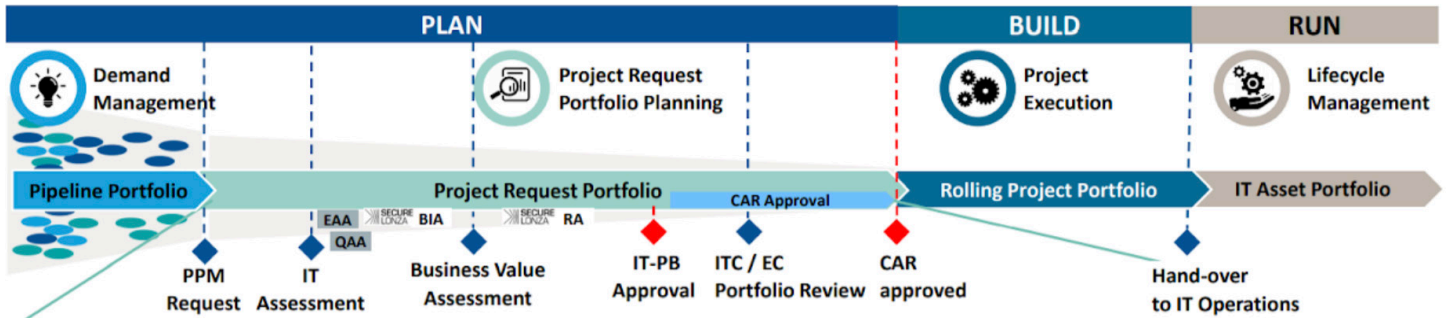 PLAN
BUILD
RUN
Demand
Management
Project Request
Portfolio Planning
Project
Execution
Lifecycle
Management
Pipeline Portfolio
Project Request Portfolio
CAR Approval
Rolling Project Portfolio
IT Asset Portfolio
EAA
SECURE
LONZA
BIA
SECURE
LONZA
RA
QAA
PPM
Request
IT
Assessment
Business Value
Assessment
IT-PB
Approval
ITC / EC
Portfolio Review
CAR
approved
Hand-over
to IT Operations